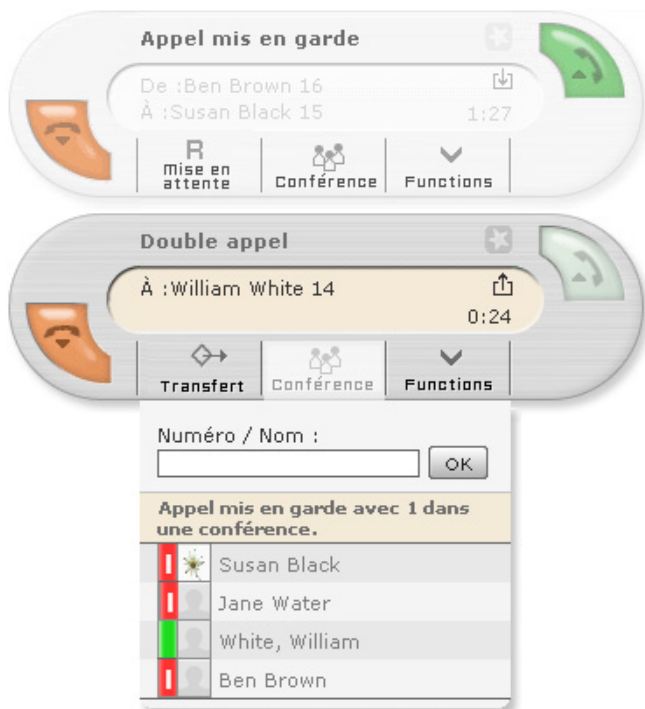 Appel mis en garde
De :Ben Brown 16
À :Susan Black 15 1:27
R
Mise en
attente
Conférence
Functions
Double appel
À :William White 14
0:24
Transfert
Conférence
Functions
Numéro / Nom :
OK
Appel mis en garde avec 1 dans
une conférence.
Susan Black
Jane Water
White, William
Ben Brown